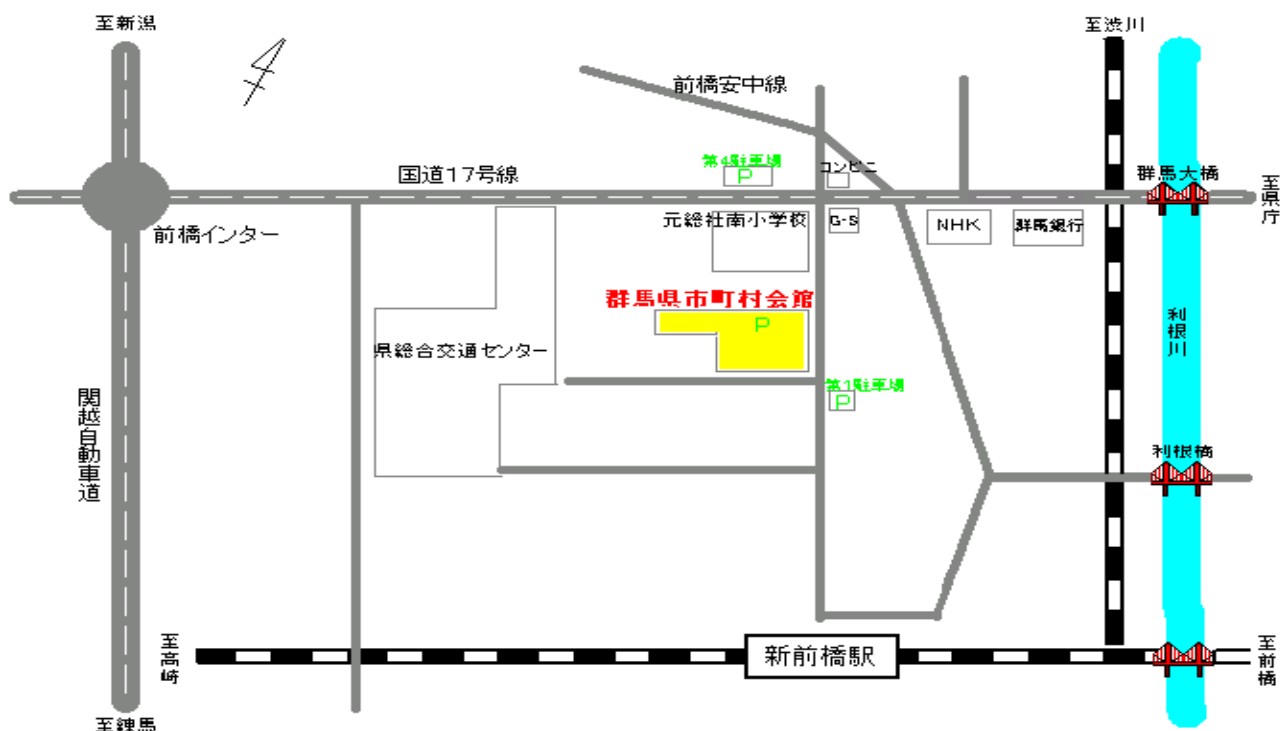 至新潟
至渋川
前橋安中線
第4駐車場
P
コンビニ
国道17号線
群馬大橋
至県庁
前橋インター
元総社南小学校
G-S
NHK
群馬銀行
群馬県市町村会館
P
利根川
県総合交通センター
第1駐車場
P
関越自動車道
利根橋
至高崎
新前橋駅
至前橋
至練馬